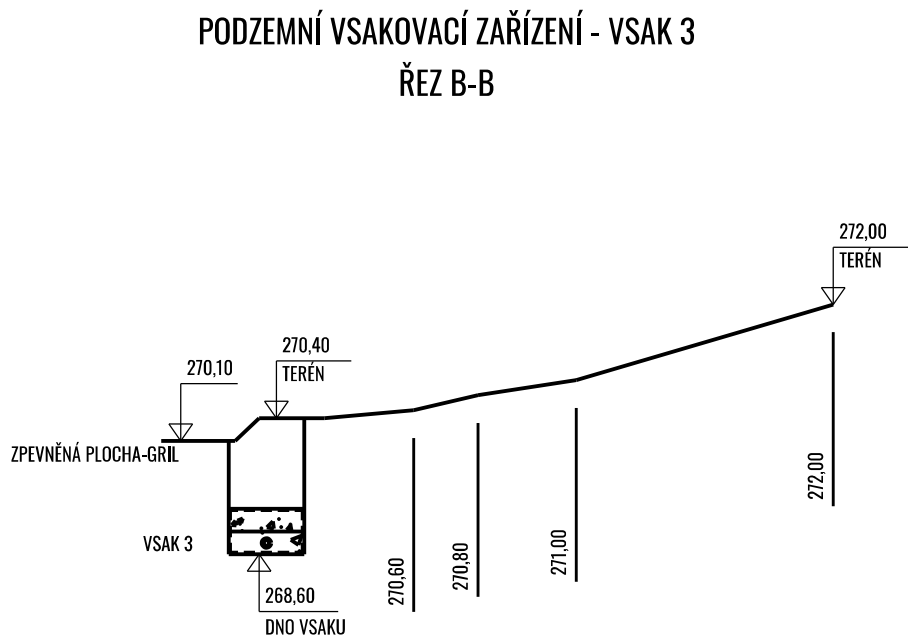 PODZEMNÍ VSAKOVACÍ ZAŘÍZENÍ - VSAK 3
ŘEZ B-B
272,00
TERÉN
270,40
TERÉN
270,10
ZPEVNĚNÁ PLOCHA-GRIL
VSAK 3
268,60
DNO VSAKU
270,60
270,80
271,00
272,00